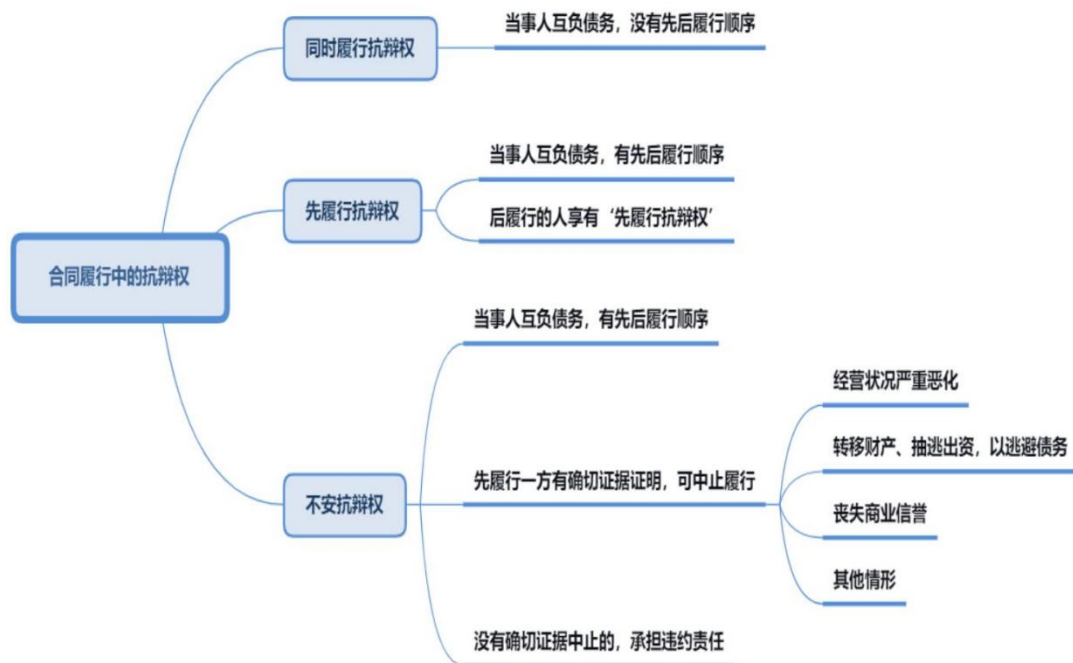 合同履行中的抗辩权
同时履行抗辩权
当事人互负债务，没有先后履行顺序
先履行抗辩权
当事人互负债务，有先后履行顺序
后履行的人享有‘先履行抗辩权’
不安抗辩权
当事人互负债务，有先后履行顺序
先履行一方有确切证据证明，可中止履行
经营状况严重恶化
转移财产、抽逃出资，以逃避债务
丧失商业信誉
其他情形
没有确切证据中止的，承担违约责任